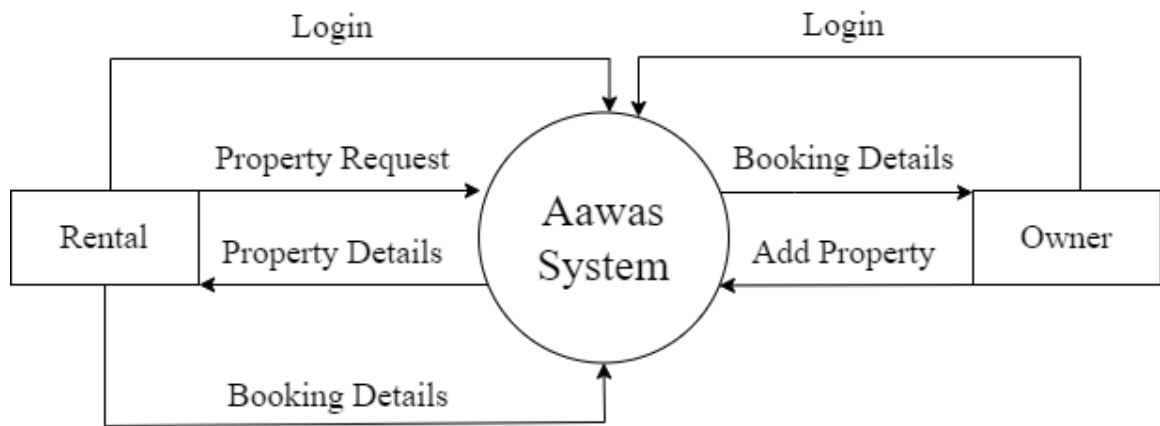 Login
Login
Property Request
Booking Details
Rental
Aawas
System
Owner
Property Details
Add Property
Booking Details